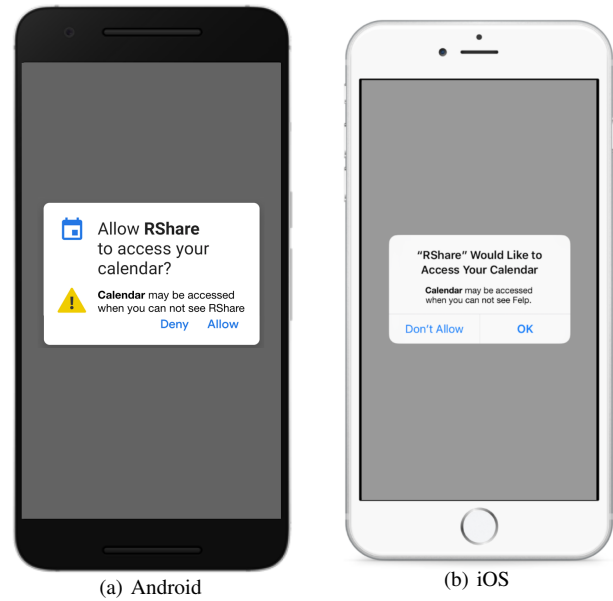 Allow RShare
to access your
calendar?
Calendar may be accessed
when you can not see RShare
Deny Allow
(a) Android
“RShare” Would Like to
Access Your Calendar
Calendar may be accessed
when you can not see Felp.
Don't Allow OK
(b) iOS